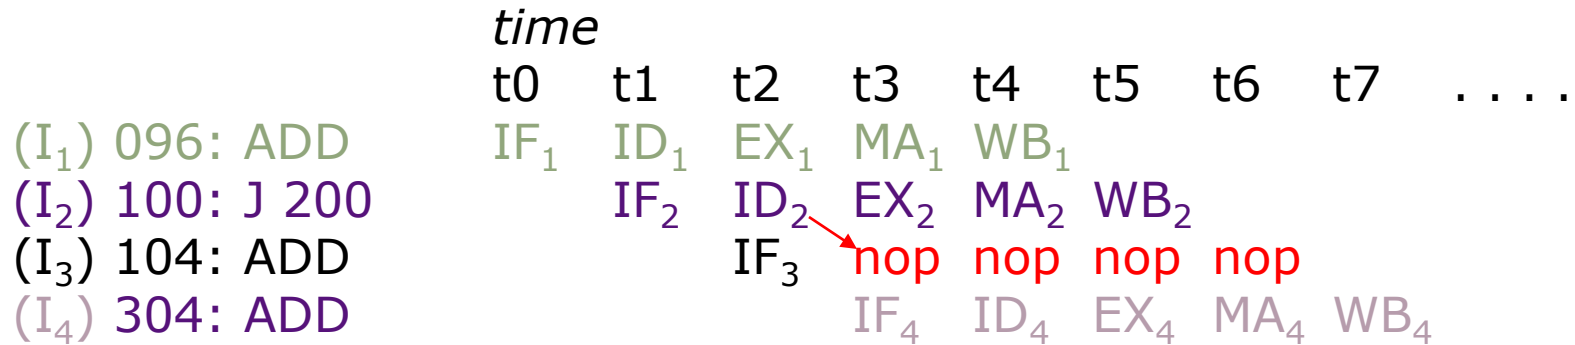 time
t0 t1 t2 t3 t4 t5 t6 t7 . . . .
(I₁) 096: ADD IF₁ ID₁ EX₁ MA₁ WB₁
(I₂) 100: J 200 IF₂ ID₂ EX₂ MA₂ WB₂
(I₃) 104: ADD IF₃ nop nop nop nop
(I₄) 304: ADD IF₄ ID₄ EX₄ MA₄ WB₄